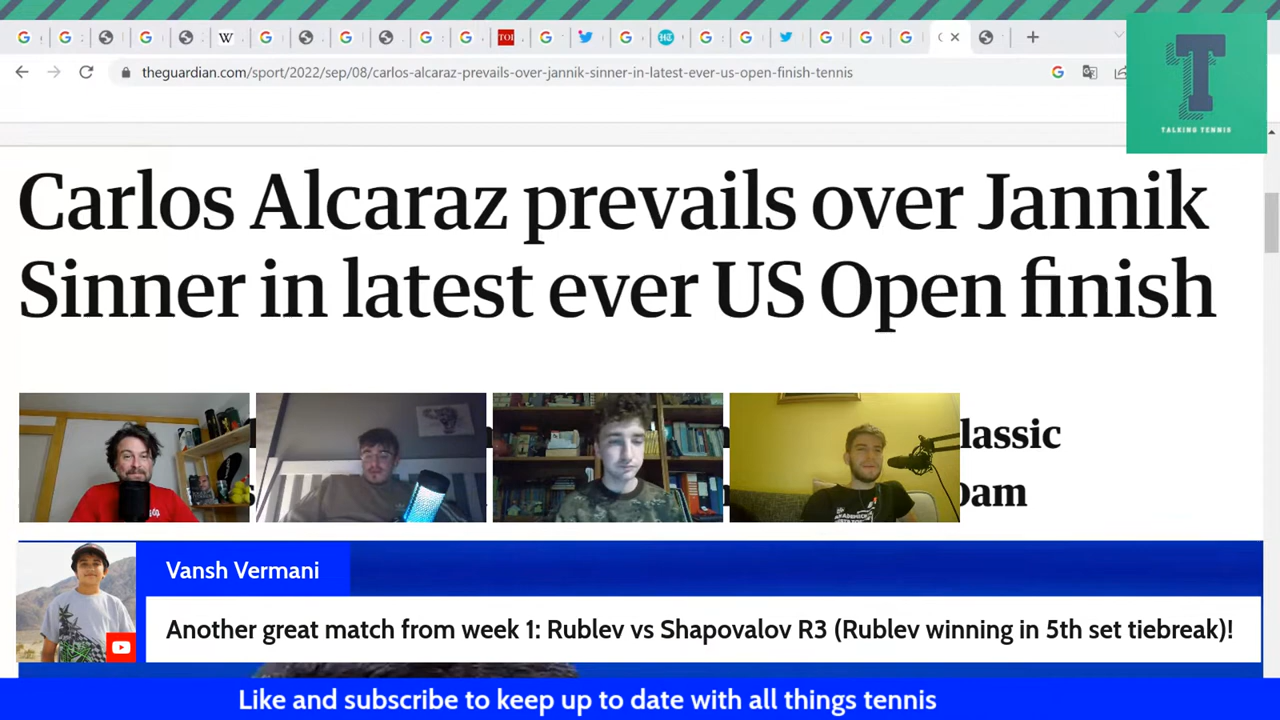 theguardian.com/sport/2022/sep/08/carlos-alcaraz-prevails-over-jannik-sinner-in-latest-ever-us-open-finish-tennis
T
TALKING TENNIS
Carlos Alcaraz prevails over Jannik
Sinner in latest ever US Open finish
Vansh Vermani
Another great match from week 1: Rublev vs Shapovalov R3 (Rublev winning in 5th set tiebreak)!
Like and subscribe to keep up to date with all things tennis